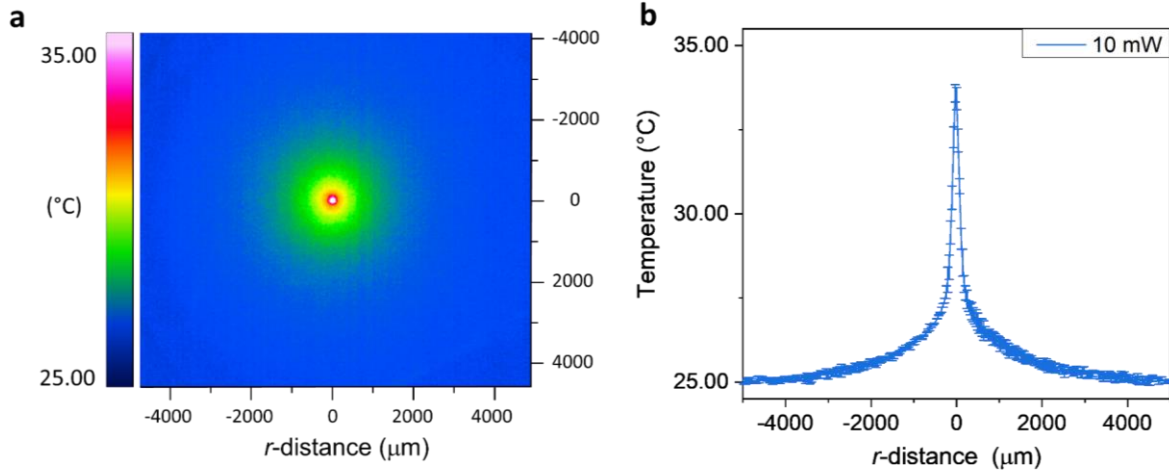 a
35.00
(°C)
25.00
-4000
-2000
0
2000
4000
-4000 -2000 0 2000 4000
r-distance (μm)
b
10 mW
35.00
30.00
25.00
Temperature (°C)
-4000 -2000 0 2000 4000
r-distance (μm)